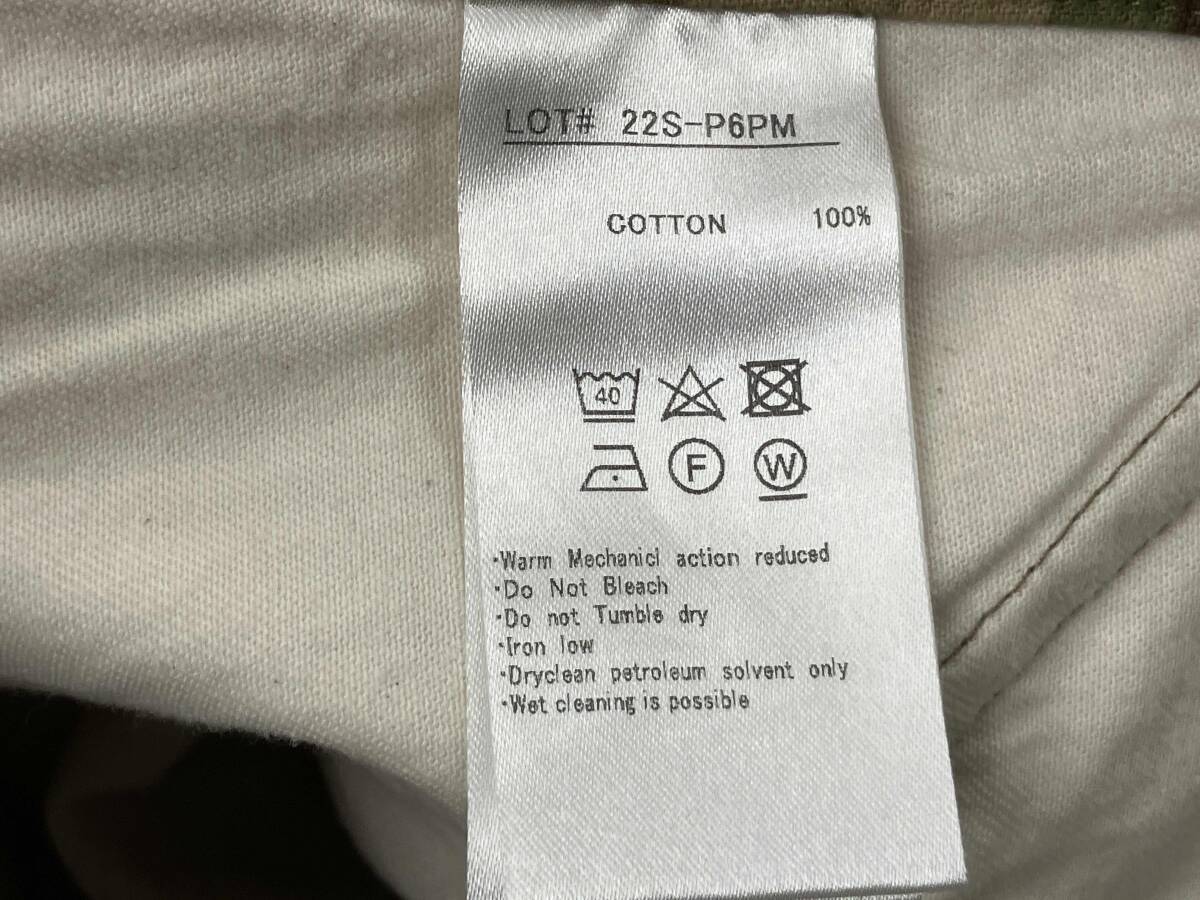 LOT# 22S-P6PM
COTTON 100%
40
F W
·Warm Mechanicl action reduced
·Do Not Bleach
·Do not Tumble dry
·Iron low
·Dryclean petroleum solvent only
·Wet cleaning is possible